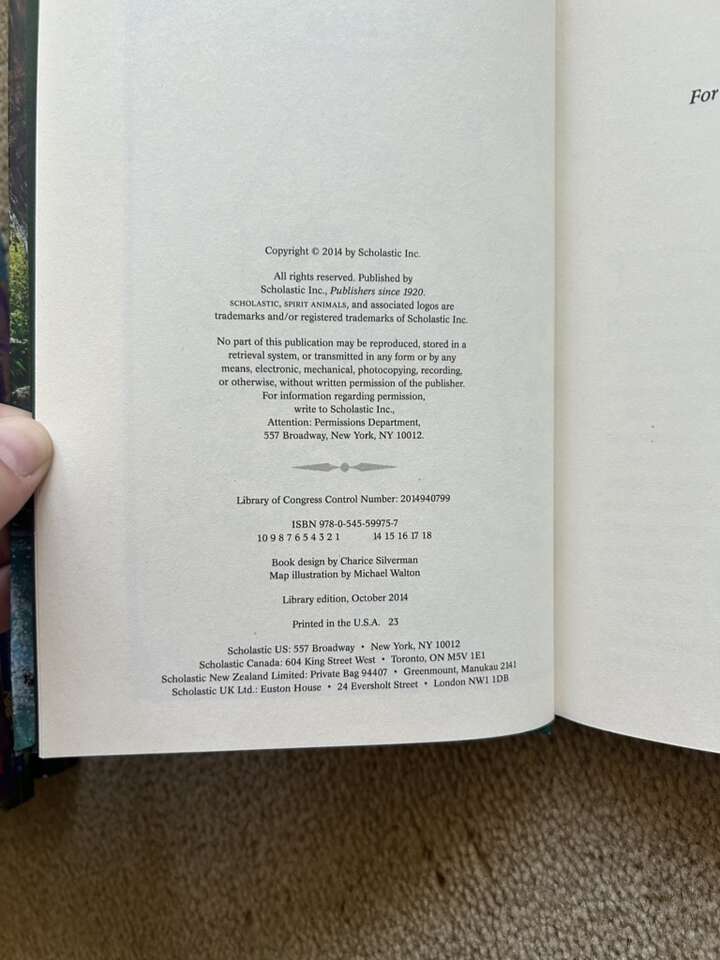 Copyright © 2014 by Scholastic Inc.
All rights reserved. Published by
Scholastic Inc., Publishers since 1920.
SCHOLASTIC, SPIRIT ANIMALS, and associated logos are
trademarks and/or registered trademarks of Scholastic Inc.
No part of this publication may be reproduced, stored in a
retrieval system, or transmitted in any form or by any
means, electronic, mechanical, photocopying, recording,
or otherwise, without written permission of the publisher.
For information regarding permission,
write to Scholastic Inc.,
Attention: Permissions Department,
557 Broadway, New York, NY 10012.
Library of Congress Control Number: 2014940799
ISBN 978-0-545-59975-7
10 9 8 7 6 5 4 3 2 1 14 15 16 17 18
Book design by Charice Silverman
Map illustration by Michael Walton
Library edition, October 2014
Printed in the U.S.A. 23
Scholastic US: 557 Broadway • New York, NY 10012
Scholastic Canada: 604 King Street West • Toronto, ON M5V 1E1
Scholastic New Zealand Limited: Private Bag 94407 • Greenmount, Manukau 2141
Scholastic UK Ltd.: Euston House • 24 Eversholt Street • London NW1 1DB
For